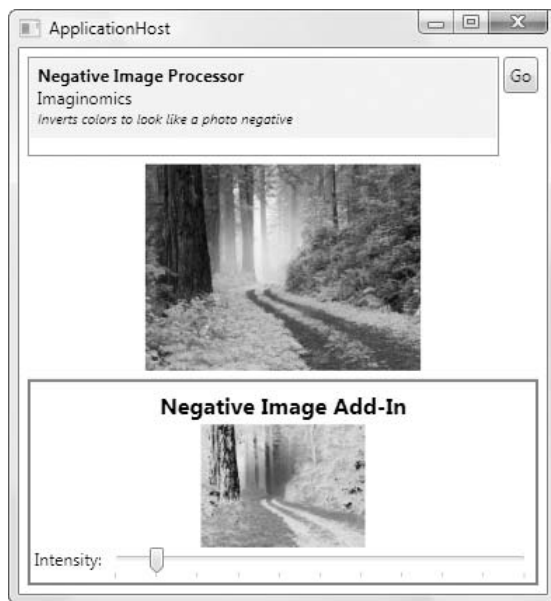 ApplicationHost
Negative Image Processor
Imaginomics
Inverts colors to look like a photo negative
Go
Negative Image Add-In
Intensity: